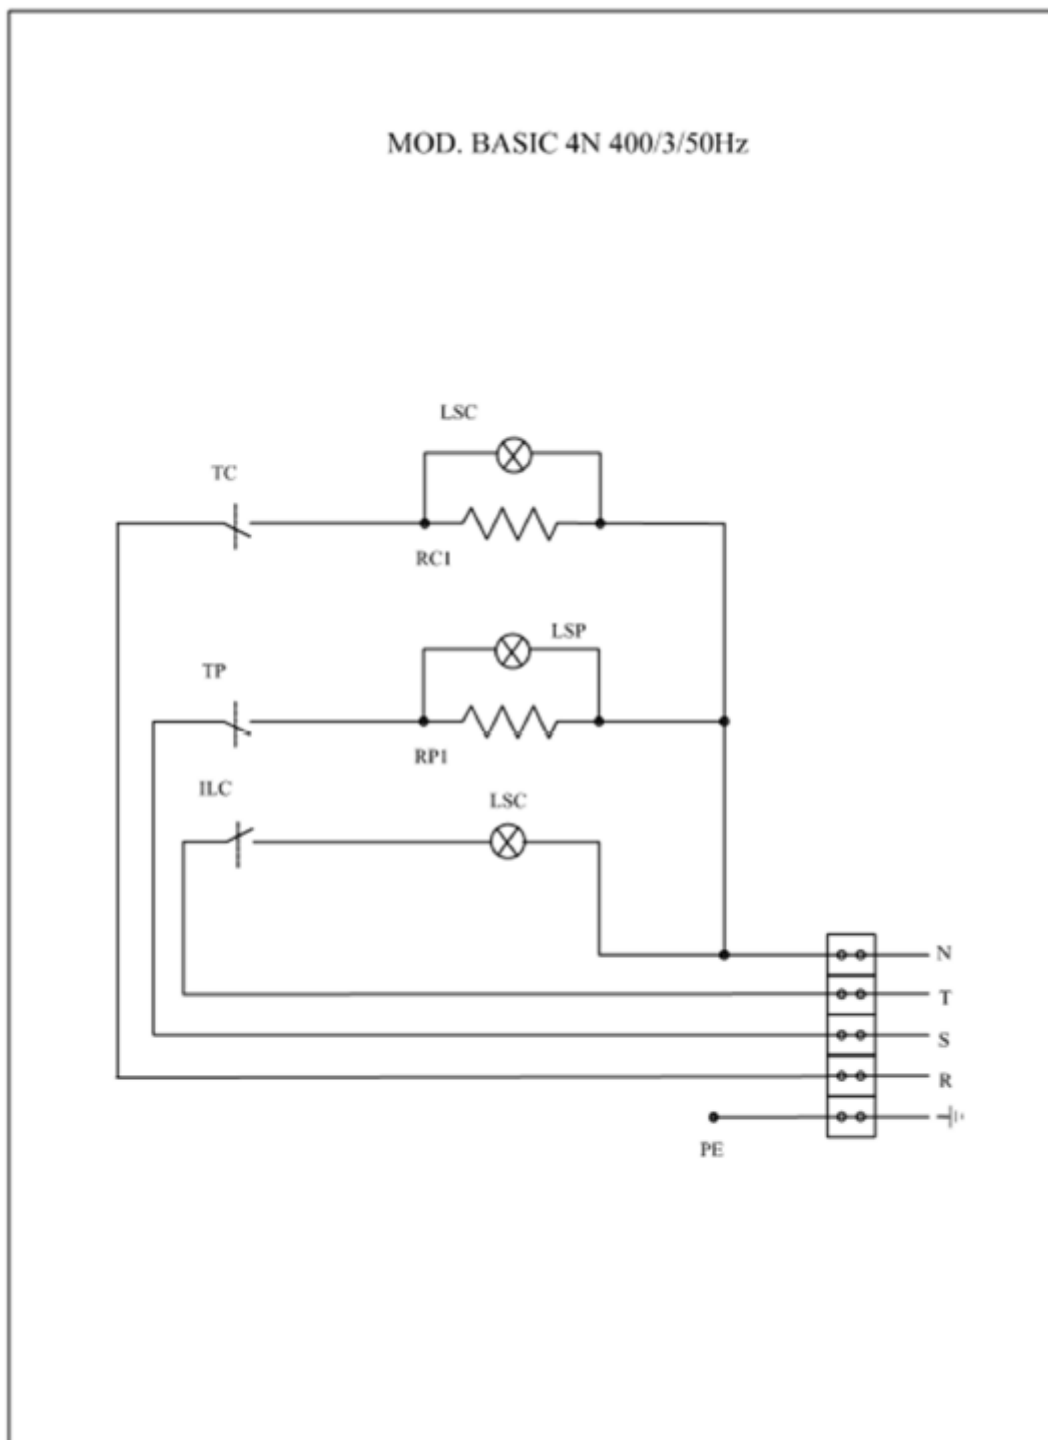 MOD. BASIC 4N 400/3/50Hz
LSC
TC
RC1
LSP
TP
RP1
ILC
LSC
N
T
S
R
PE